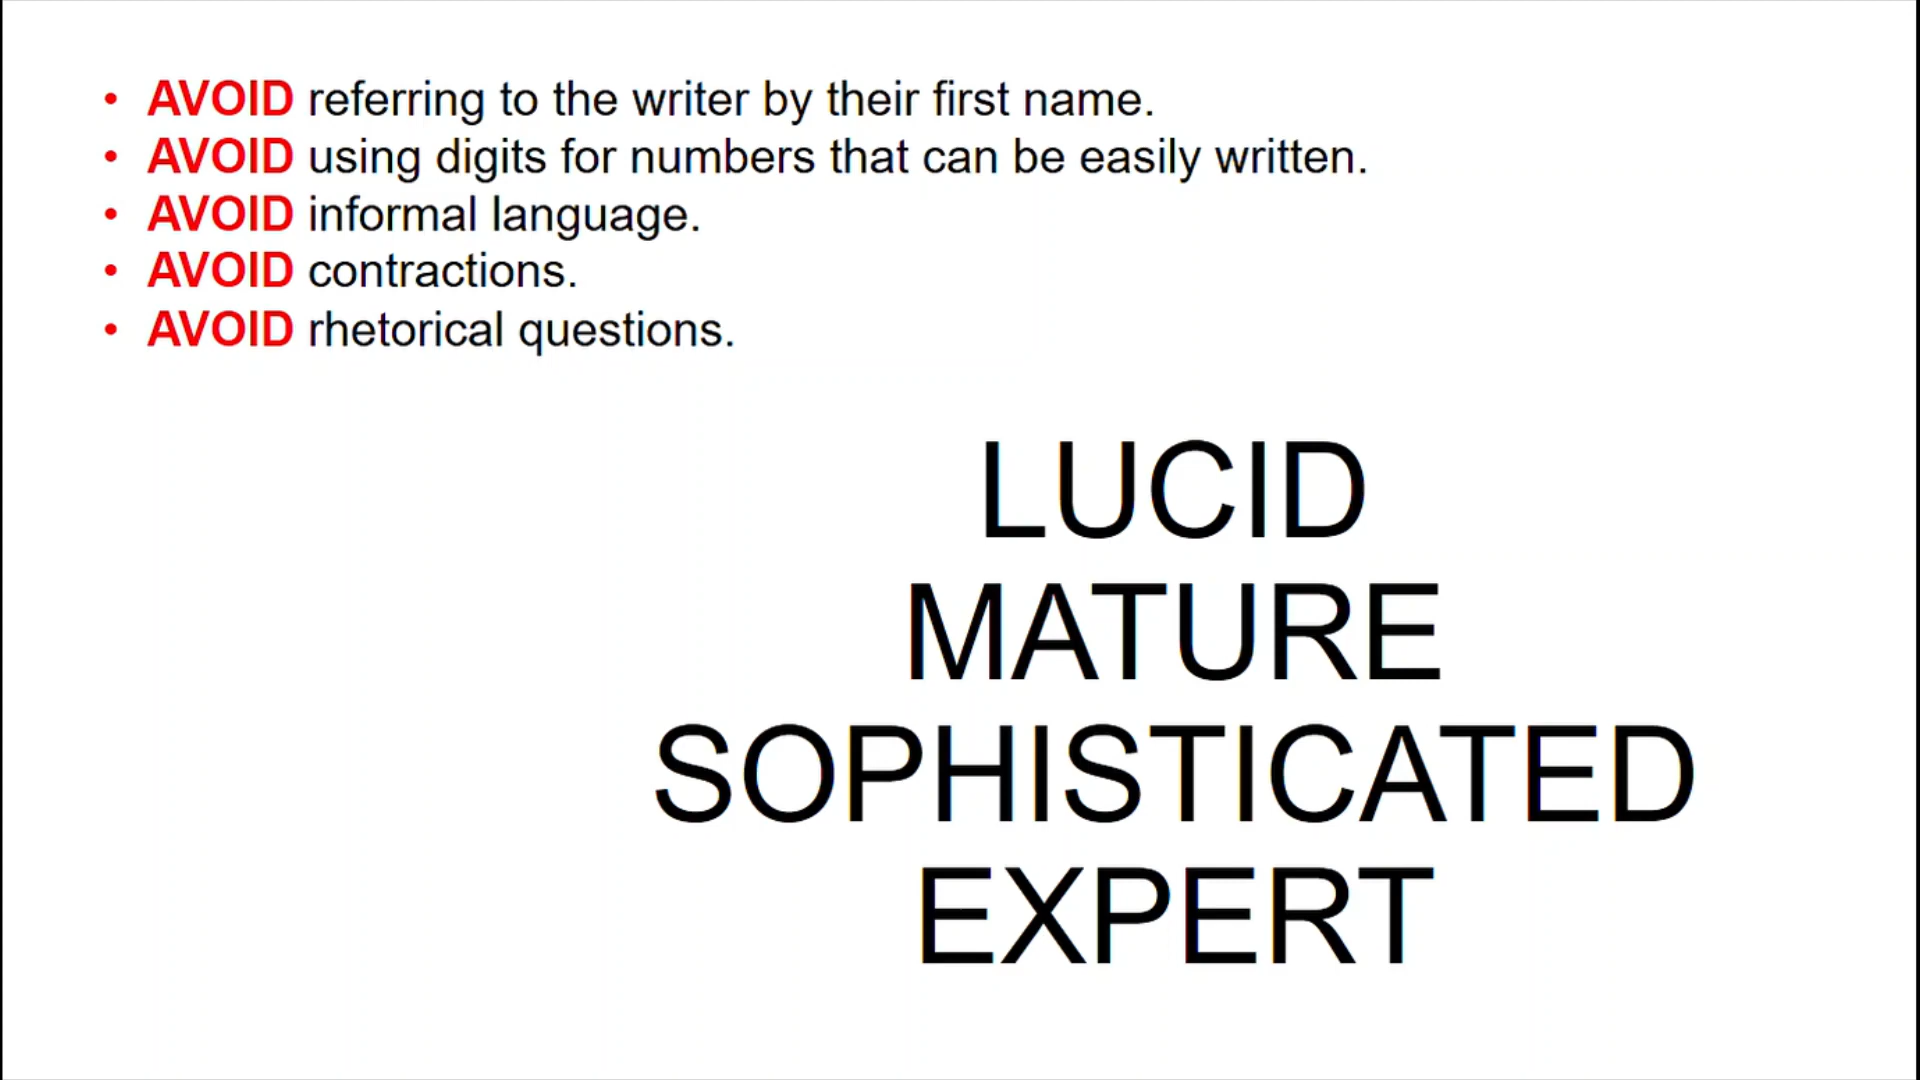 • AVOID referring to the writer by their first name.
• AVOID using digits for numbers that can be easily written.
• AVOID informal language.
• AVOID contractions.
• AVOID rhetorical questions.
LUCID
MATURE
SOPHISTICATED
EXPERT